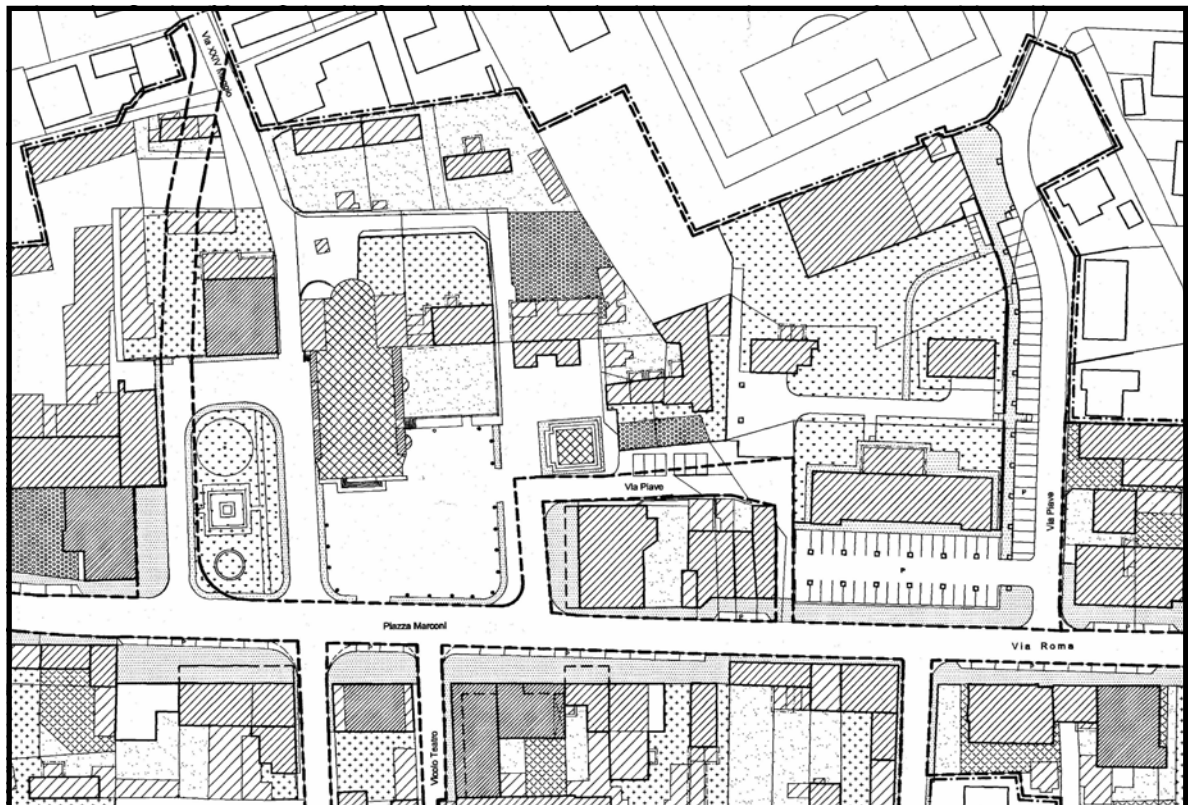 Via XXIV Maggio
Via Piave
Via Piave
P
P
Piazza Marconi
Via Roma
Vicolo Teatro